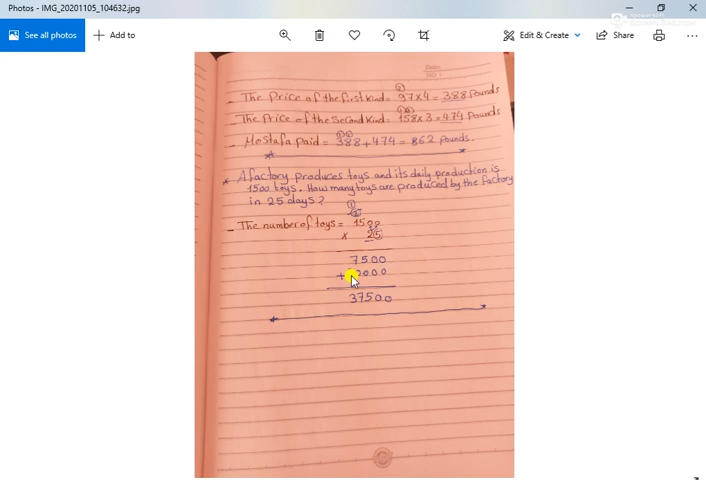 Photos - IMG_20201105_104632.jpg
See all photos
Add to
Edit & Create
Share
Date:
NO :
- The Price of the first kind = 97 x 4 = 388 Pounds
- The Price of the Second Kind = 158 x 3 = 474 Pounds
- Mostafa Paid = 388 + 474 = 862 Pounds.
* A factory produces toys and its daily production is
1500 toys. How many toys are produced by the factory
in 25 days?
- The number of toys = 1500
x 25
7500
+ 000
37500